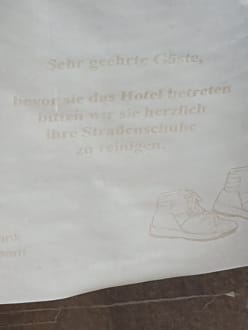 Sehr geehrte Gäste,
bevor sie das Hotel betreten
bitten wir sie herzlich
ihre Straßenschuhe
zu reinigen.